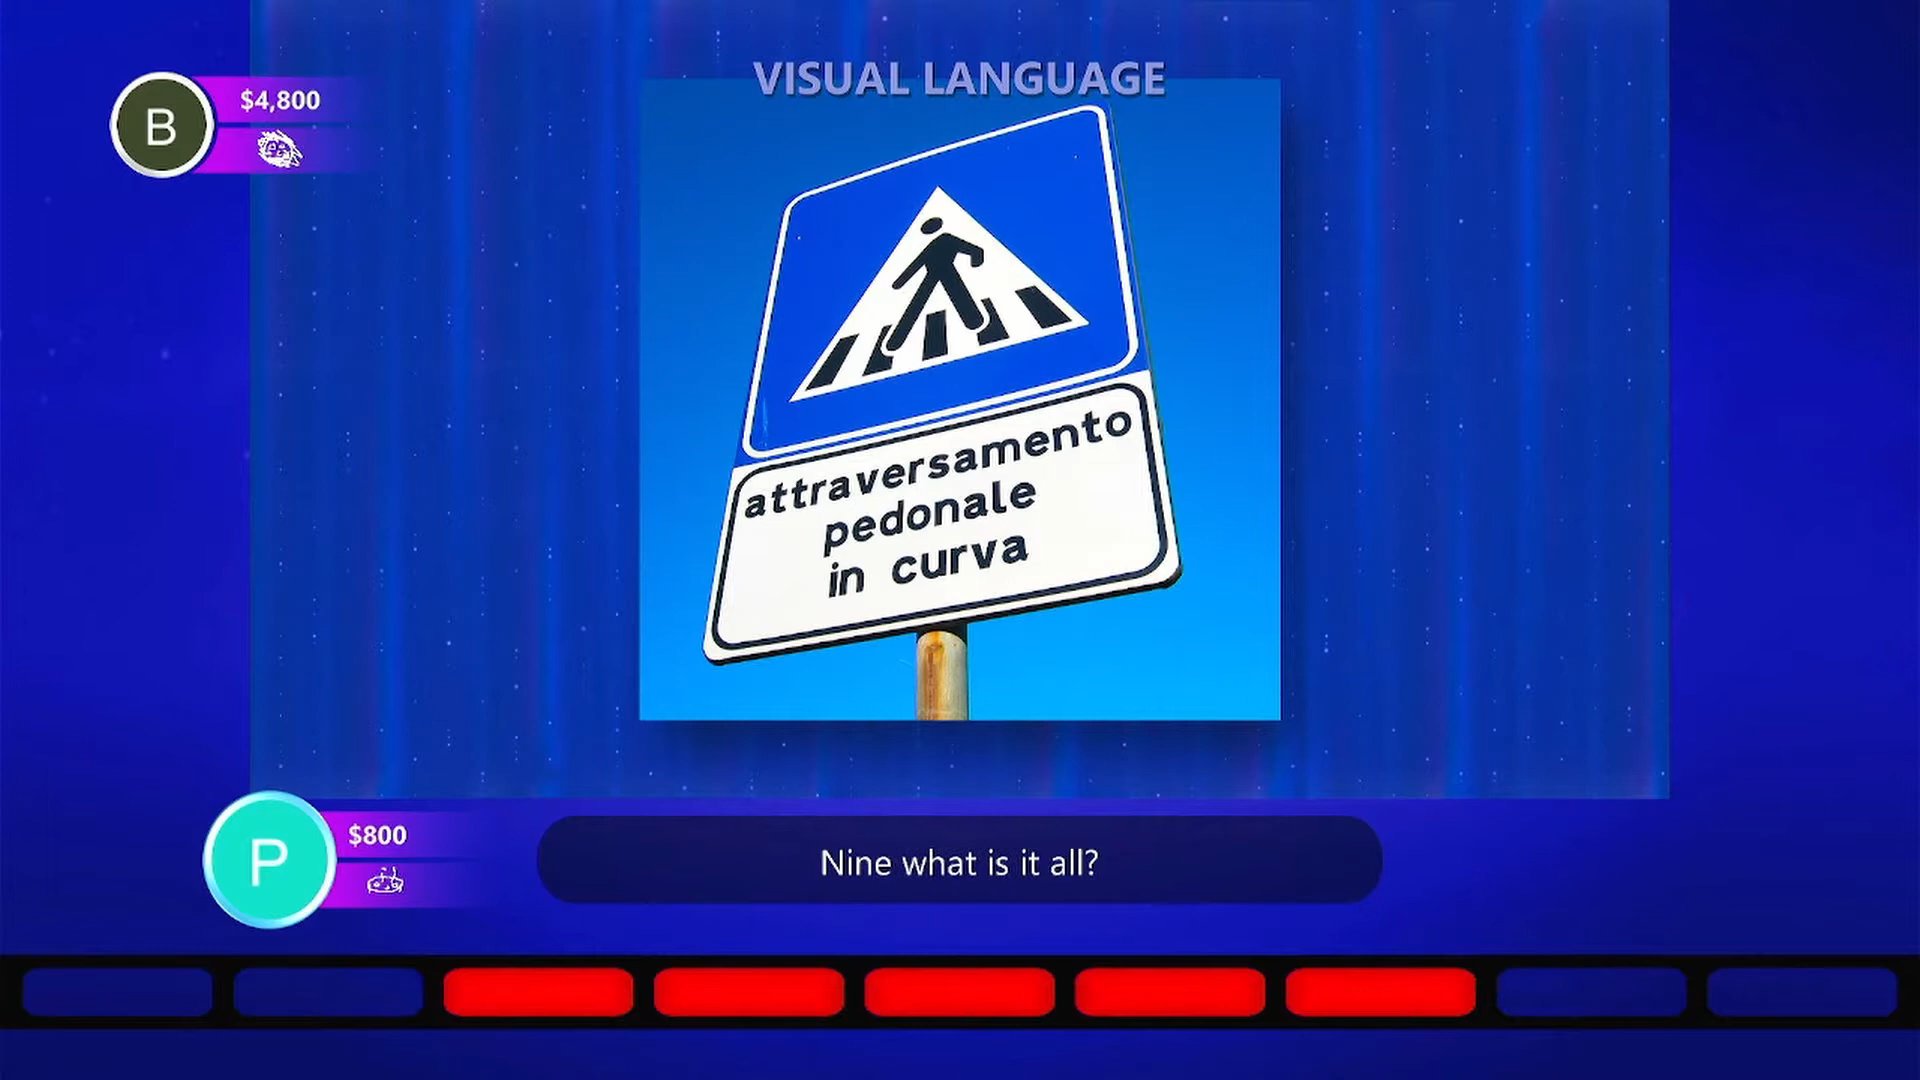 VISUAL LANGUAGE
B
$4,800
attraversamento
pedonale
in curva
P
$800
Nine what is it all?